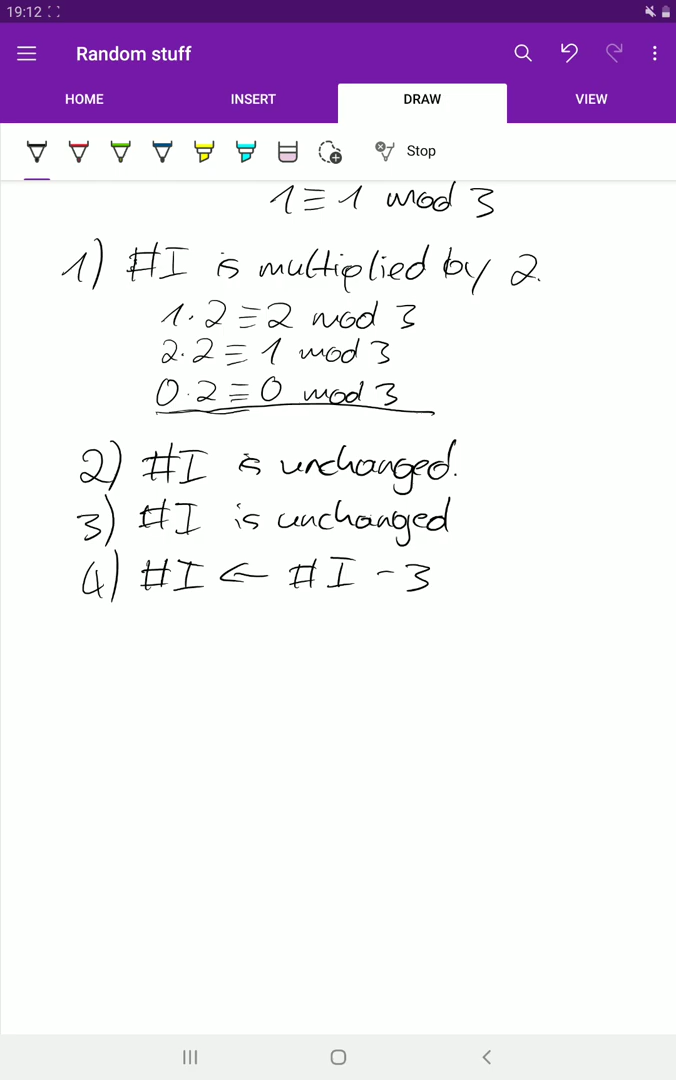 19:12
Random stuff
HOME INSERT DRAW VIEW
Stop
1 ≡ 1 mod 3
1) #I is multiplied by 2.
1·2 ≡ 2 mod 3
2·2 ≡ 1 mod 3
0·2 ≡ 0 mod 3
2) #I is unchanged.
3) #I is unchanged
4) #I ← #I - 3